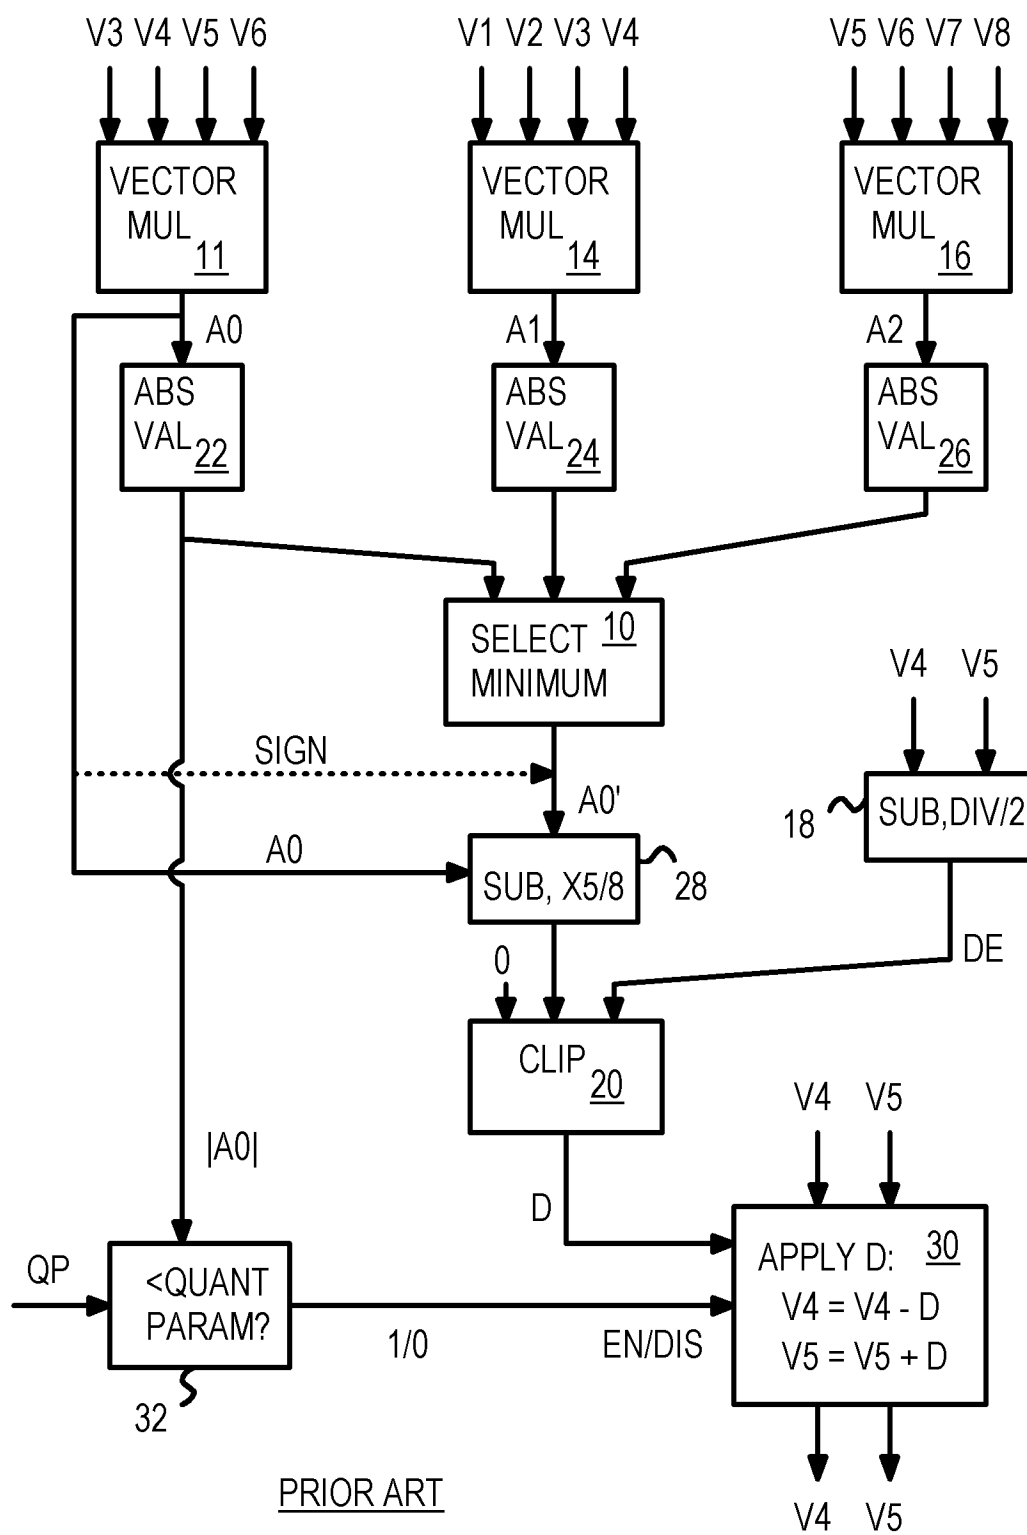 V3 V4 V5 V6
V1 V2 V3 V4
V5 V6 V7 V8
VECTOR
MUL 11
VECTOR
MUL 14
VECTOR
MUL 16
A0
A1
A2
ABS
VAL 22
ABS
VAL 24
ABS
VAL 26
SELECT 10
MINIMUM
V4 V5
SIGN
A0'
18
SUB,DIV/2
A0
SUB, X5/8
28
0
DE
CLIP 20
V4 V5
|A0|
D
QP
<QUANT
PARAM?
APPLY D: 30
V4 = V4 - D
V5 = V5 + D
1/0
EN/DIS
32
PRIOR ART
V4 V5